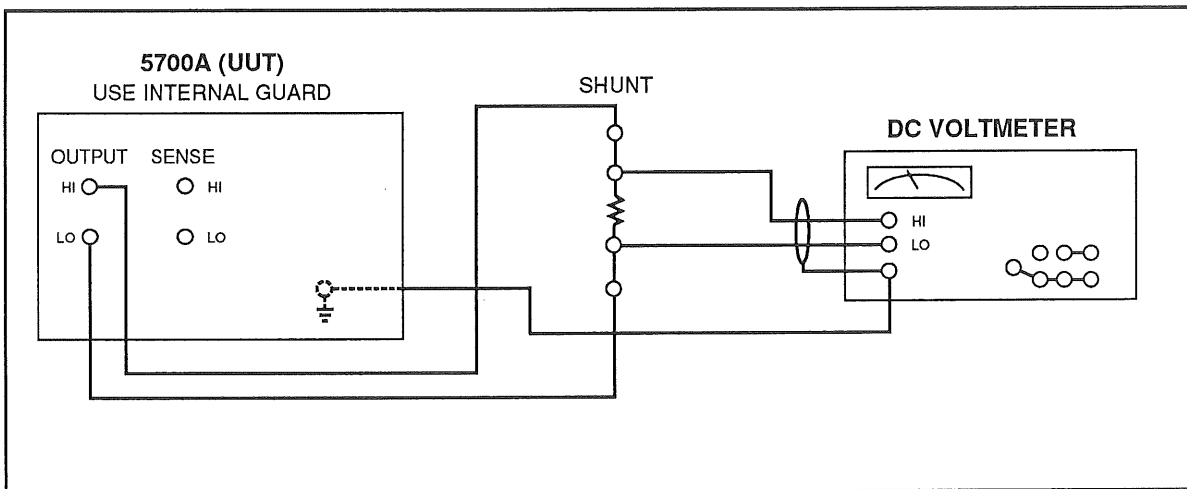 5700A (UUT)
USE INTERNAL GUARD
OUTPUT SENSE
HI HI
LO LO
SHUNT
DC VOLTMETER
HI
LO